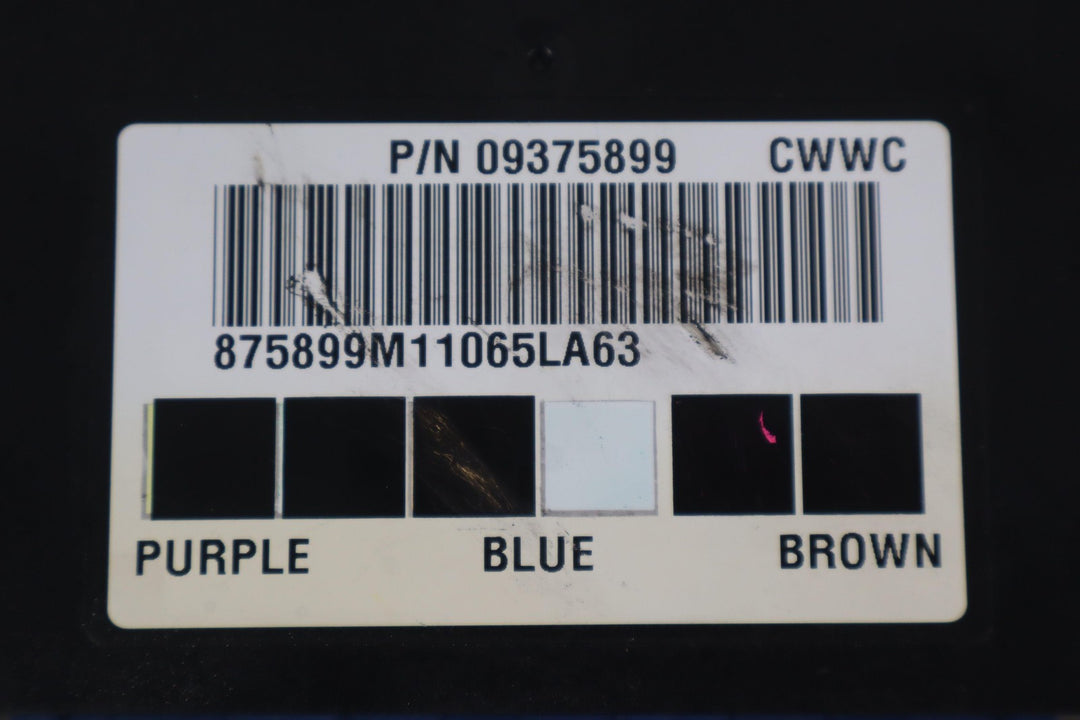 P/N 09375899 CWWC
875899M11065LA63
PURPLE BLUE BROWN